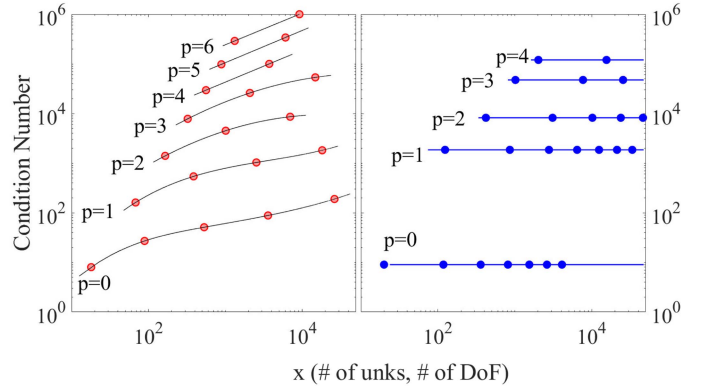 Condition Number
10^6
10^4
10^2
10^0
p=6
p=5
p=4
p=3
p=2
p=1
p=0
10^2
10^4
p=4
p=3
p=2
p=1
p=0
10^6
10^4
10^2
10^0
10^2
10^4
x (# of unks, # of DoF)